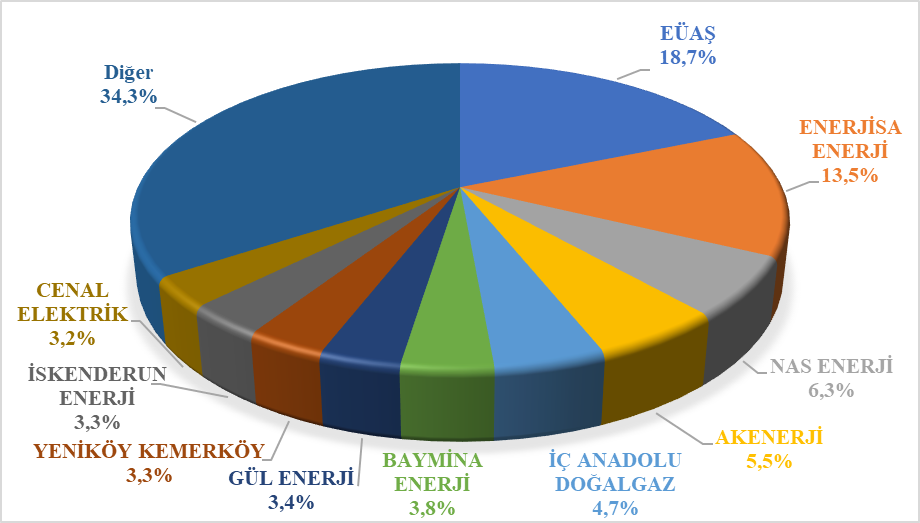 EÜAŞ
18,7%
ENERJİSA
ENERJİ
13,5%
NAS ENERJİ
6,3%
AKENERJİ
5,5%
İÇ ANADOLU
DOĞALGAZ
4,7%
BAYMİNA
ENERJİ
3,8%
GÜL ENERJİ
3,4%
YENİKÖY KEMERKÖY
3,3%
İSKENDERUN
ENERJİ
3,3%
CENAL
ELEKTRİK
3,2%
Diğer
34,3%